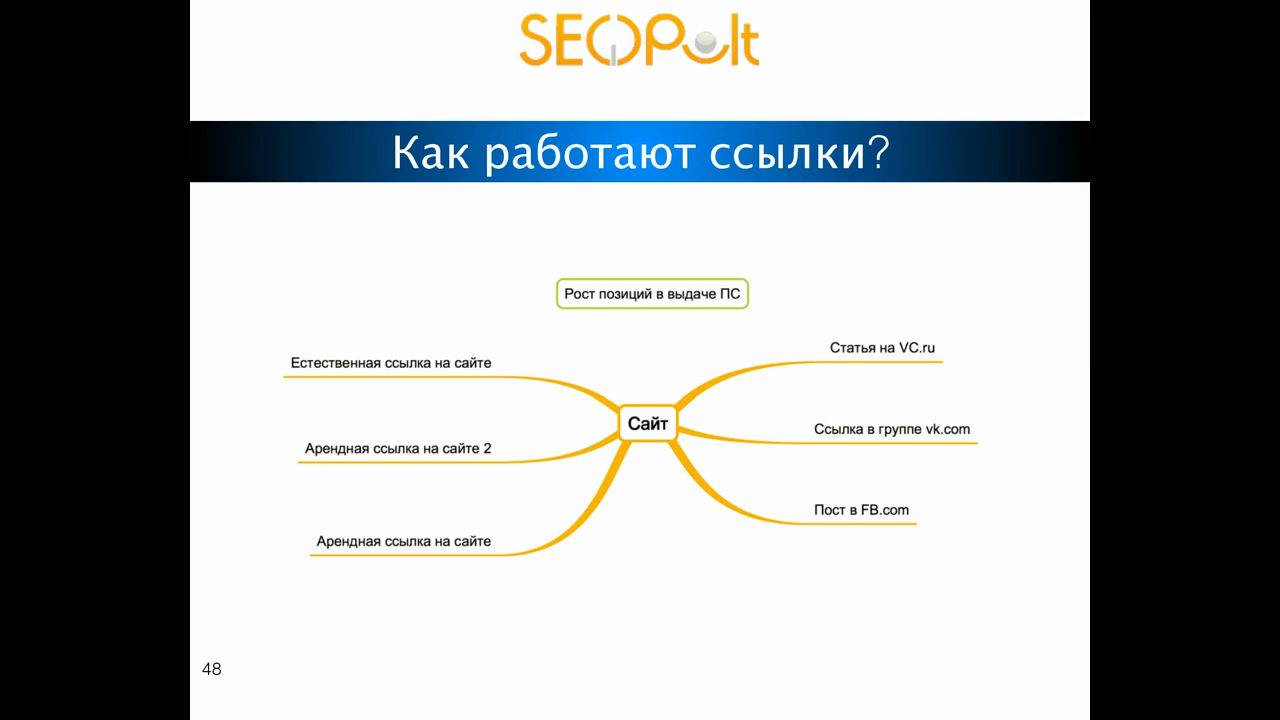 SEOPult
Как работают ссылки?
Рост позиций в выдаче ПС
Естественная ссылка на сайте
Статья на VC.ru
Сайт
Арендная ссылка на сайте 2
Ссылка в группе vk.com
Арендная ссылка на сайте
Пост в FB.com
48